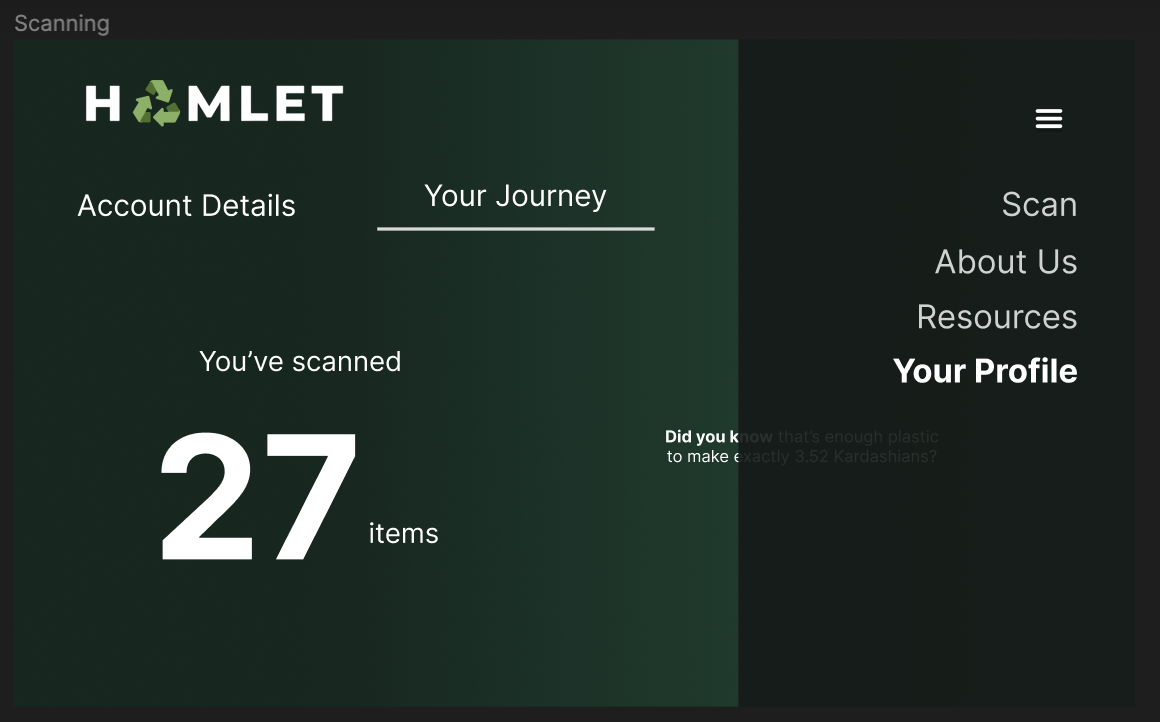 Scanning
HAMLET
Account Details
Your Journey
Scan
About Us
Resources
Your Profile
You've scanned
27
items
Did you know that's enough plastic
to make exactly 3.52 Kardashians?